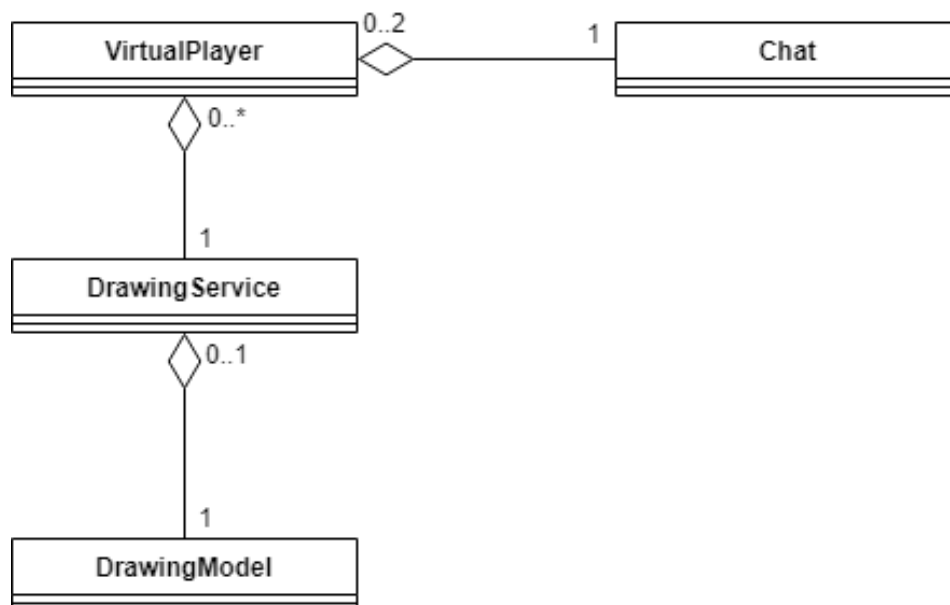 0..2
VirtualPlayer
1
Chat
0..*
1
DrawingService
0..1
1
DrawingModel